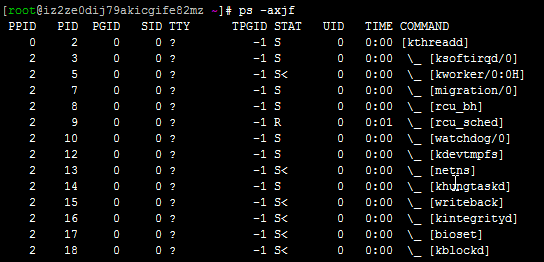 [root@iz2ze0dij79akicgife82mz ~]# ps -axjf
PPID PID PGID SID TTY TPGID STAT UID TIME COMMAND
0 2 0 0 ? -1 S 0 0:00 [kthreadd]
2 3 0 0 ? -1 S 0 0:00 \_ [ksoftirqd/0]
2 5 0 0 ? -1 S< 0 0:00 \_ [kworker/0:0H]
2 7 0 0 ? -1 S 0 0:00 \_ [migration/0]
2 8 0 0 ? -1 S 0 0:00 \_ [rcu_bh]
2 9 0 0 ? -1 R 0 0:01 \_ [rcu_sched]
2 10 0 0 ? -1 S 0 0:00 \_ [watchdog/0]
2 12 0 0 ? -1 S 0 0:00 \_ [kdevtmpfs]
2 13 0 0 ? -1 S< 0 0:00 \_ [netns]
2 14 0 0 ? -1 S 0 0:00 \_ [khungtaskd]
2 15 0 0 ? -1 S< 0 0:00 \_ [writeback]
2 16 0 0 ? -1 S< 0 0:00 \_ [kintegrityd]
2 17 0 0 ? -1 S< 0 0:00 \_ [bioset]
2 18 0 0 ? -1 S< 0 0:00 \_ [kblockd]